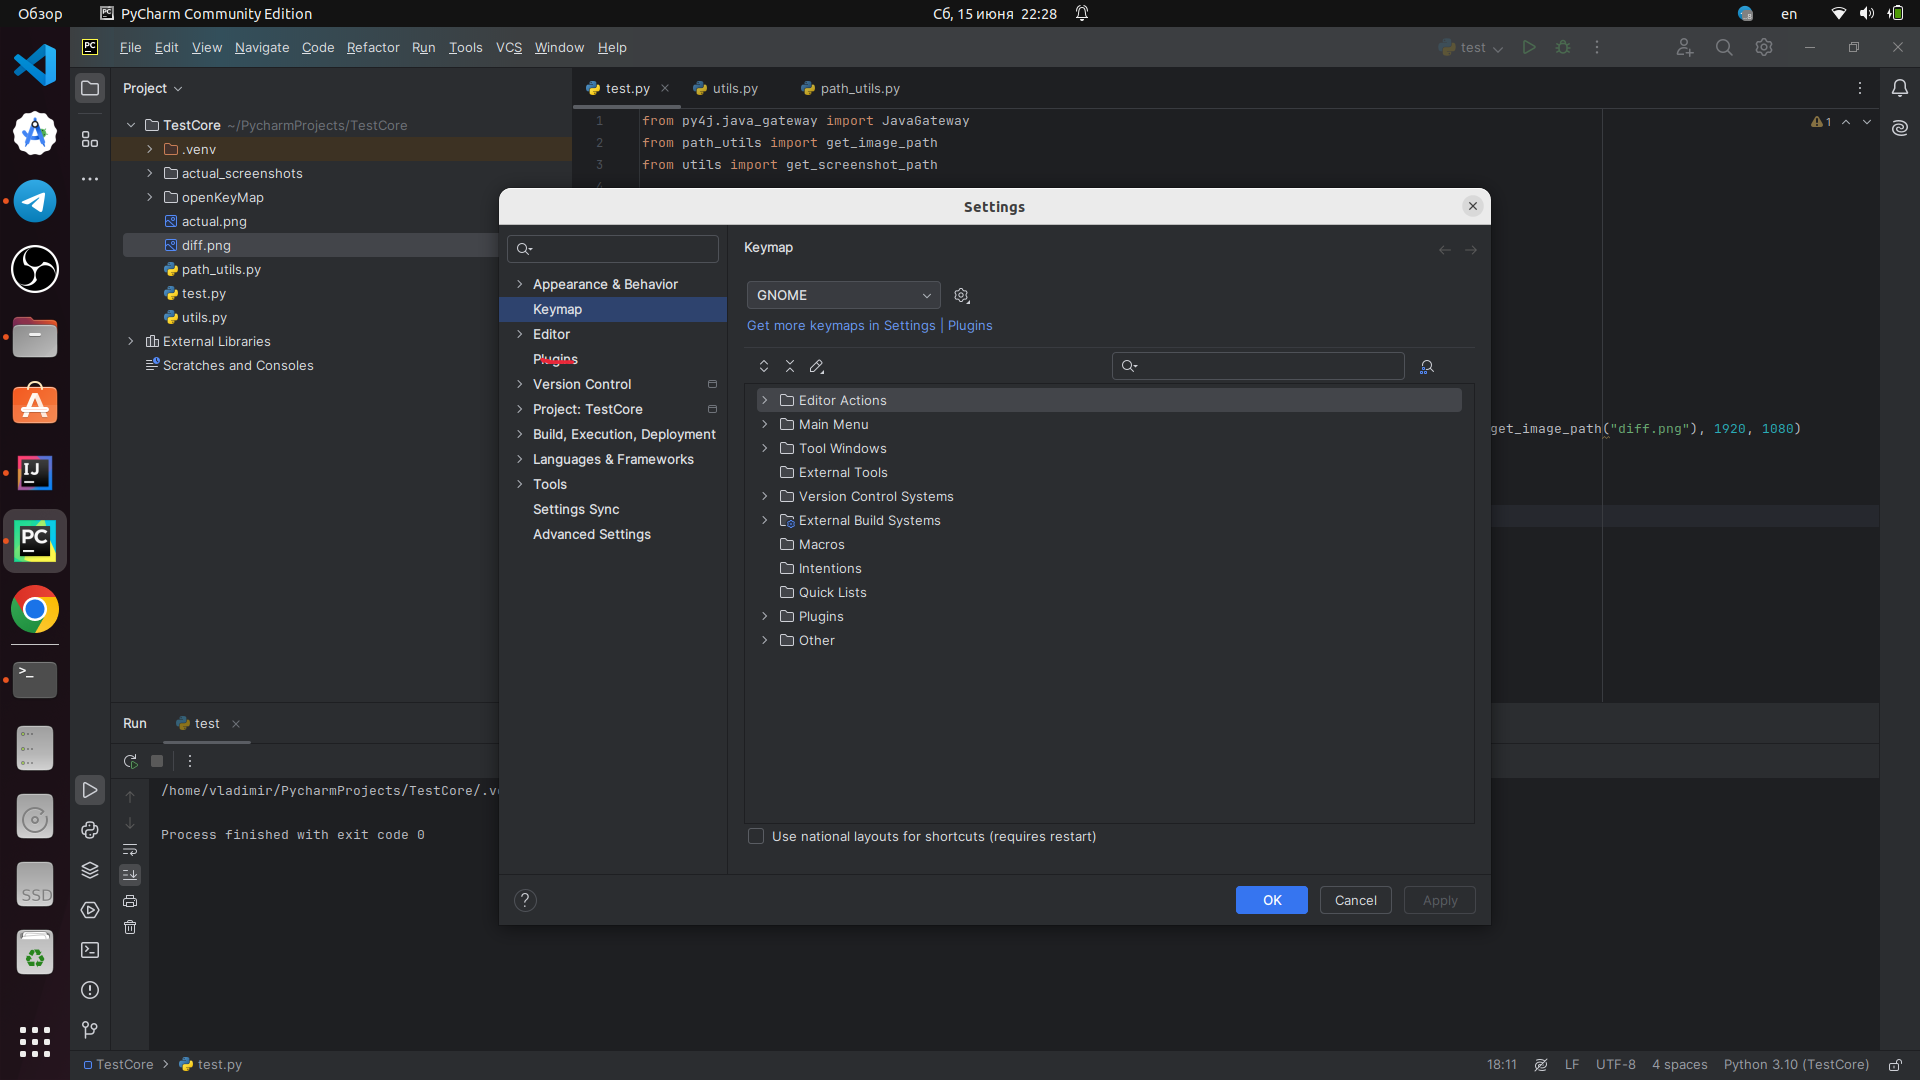 Обзор
PyCharm Community Edition
Сб, 15 июня 22:28
en
File Edit View Navigate Code Refactor Run Tools VCS Window Help
test
Project
test.py
utils.py
path_utils.py
TestCore ~/PycharmProjects/TestCore
.venv
actual_screenshots
openKeyMap
actual.png
diff.png
path_utils.py
test.py
utils.py
External Libraries
Scratches and Consoles
1 from py4j.java_gateway import JavaGateway
2 from path_utils import get_image_path
3 from utils import get_screenshot_path
1
get_image_path("diff.png"), 1920, 1080)
Settings
Appearance & Behavior
Keymap
Editor
Plugins
Version Control
Project: TestCore
Build, Execution, Deployment
Languages & Frameworks
Tools
Settings Sync
Advanced Settings
Keymap
GNOME
Get more keymaps in Settings | Plugins
Editor Actions
Main Menu
Tool Windows
External Tools
Version Control Systems
External Build Systems
Macros
Intentions
Quick Lists
Plugins
Other
Use national layouts for shortcuts (requires restart)
?
OK
Cancel
Apply
Run
test
/home/vladimir/PycharmProjects/TestCore/.v
Process finished with exit code 0
SSD
TestCore > test.py
18:11
LF
UTF-8
4 spaces
Python 3.10 (TestCore)